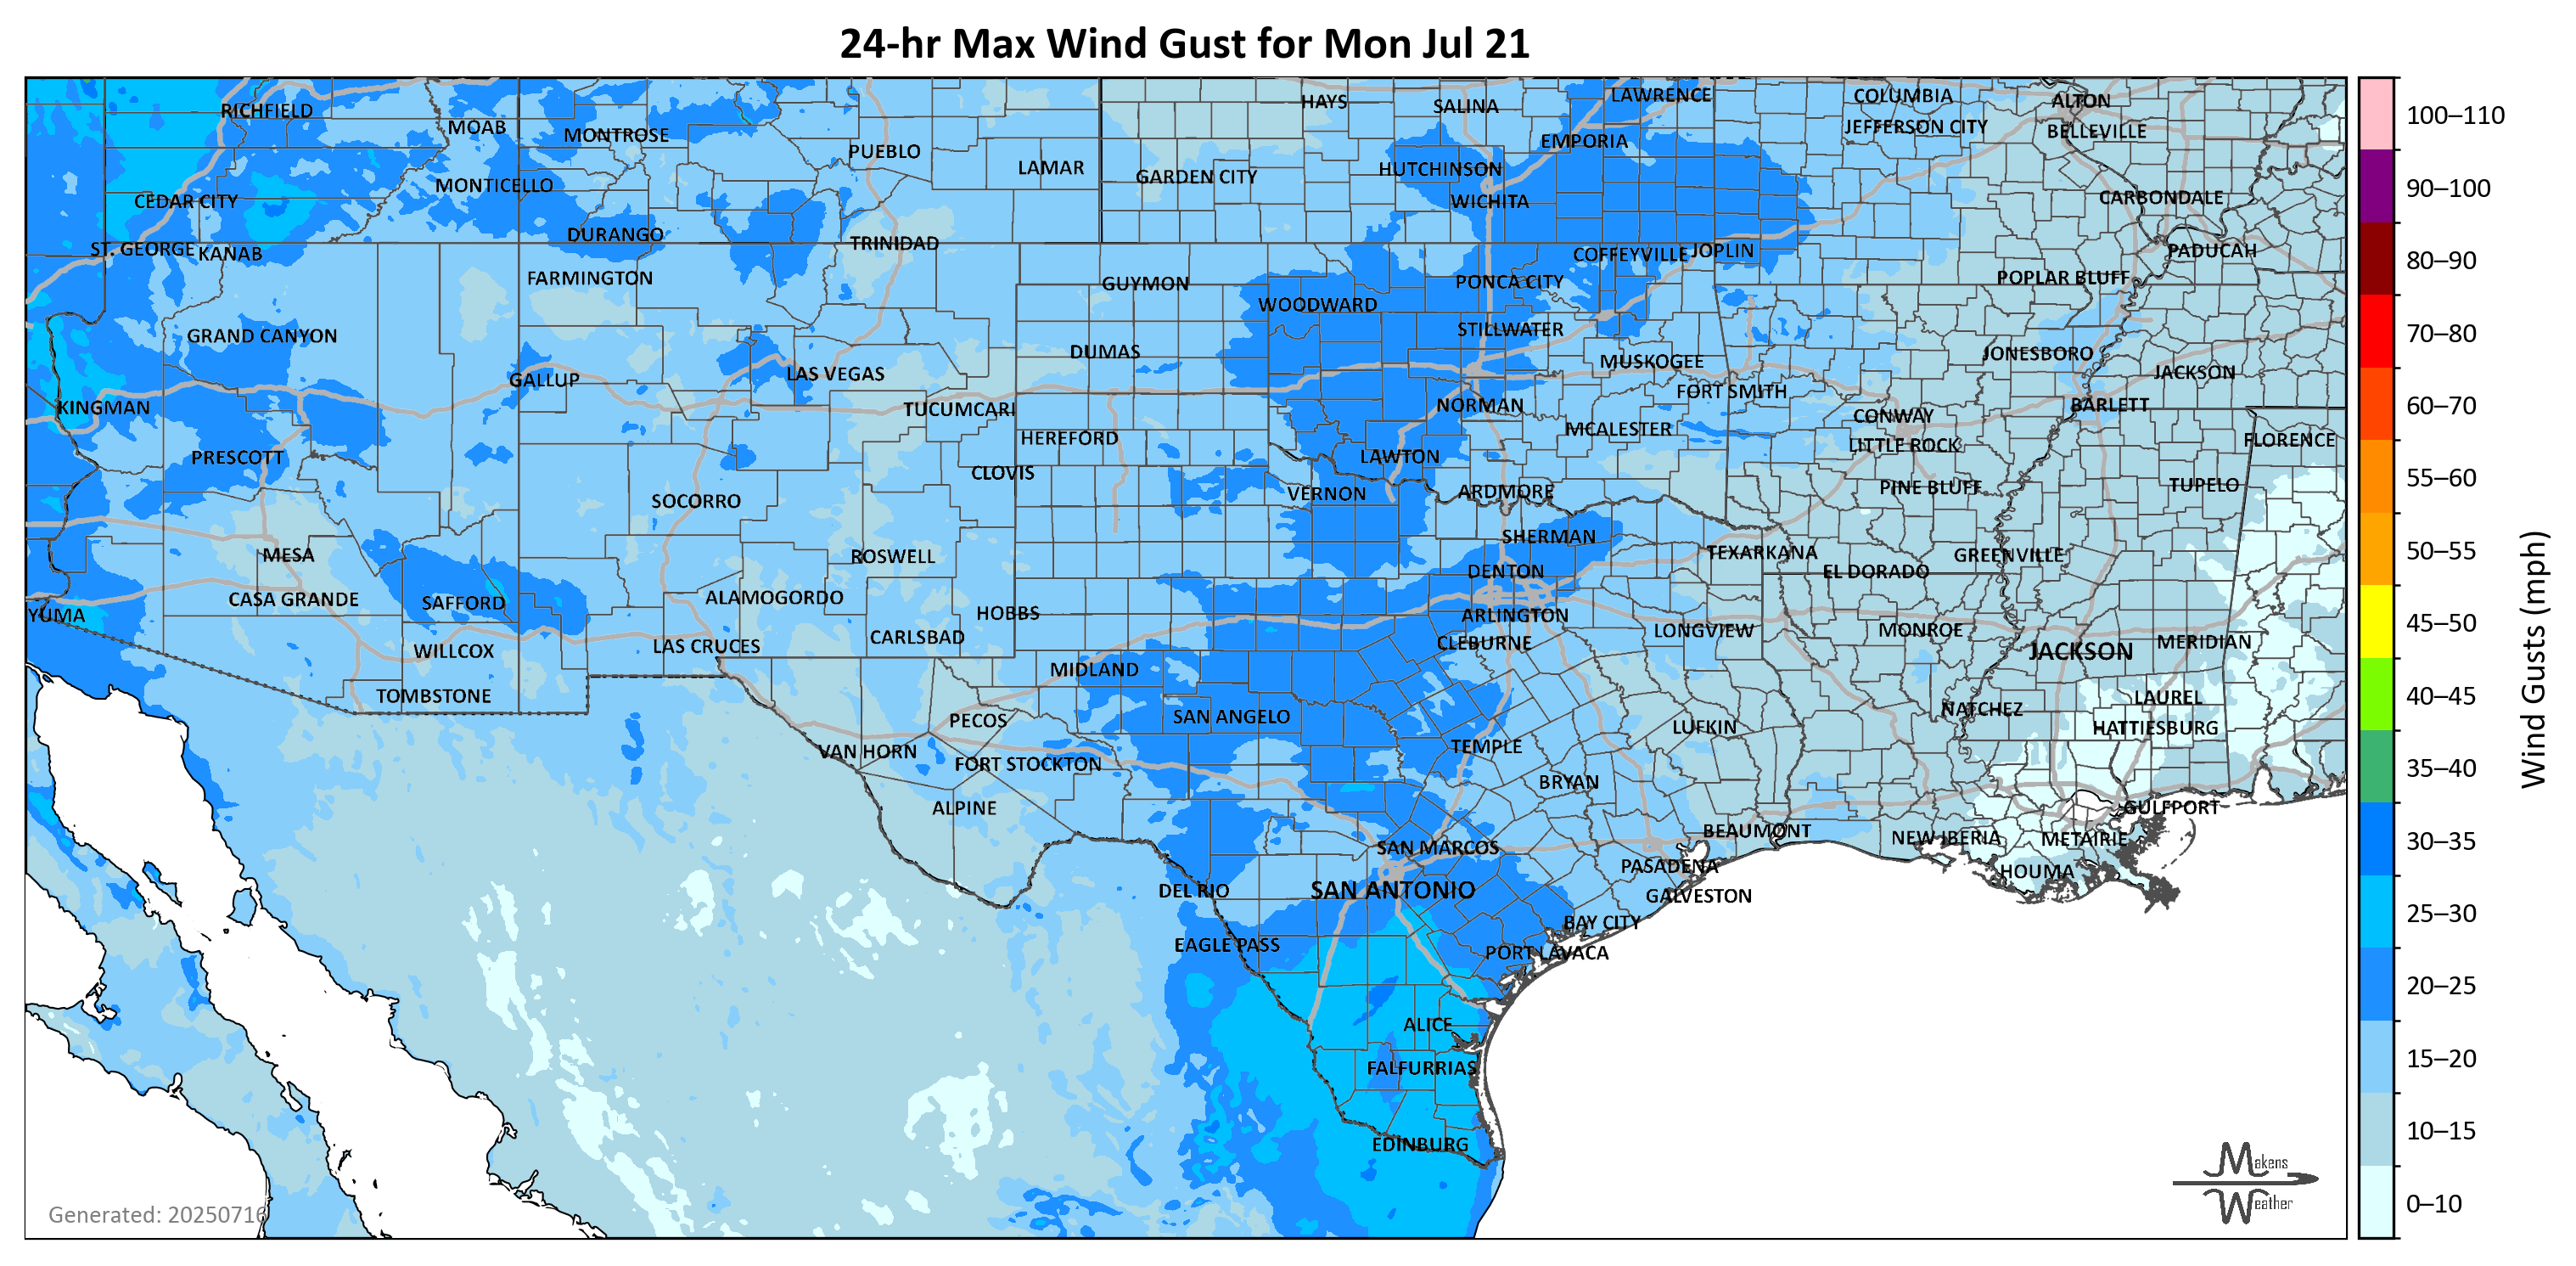 24-hr Max Wind Gust for Mon Jul 21
RICHFIELD
MOAB
MONTROSE
PUEBLO
LAMAR
HAYS
SALINA
LAWRENCE
COLUMBIA
ALTON
JEFFERSON CITY
BELLEVILLE
EMPORIA
HUTCHINSON
GARDEN CITY
MONTICELLO
CEDAR CITY
WICHITA
CARBONDALE
DURANGO
TRINIDAD
ST. GEORGE
KANAB
COFFEYVILLE
JOPLIN
PADUCAH
FARMINGTON
GUYMON
PONCA CITY
POPLAR BLUFF
WOODWARD
GRAND CANYON
STILLWATER
DUMAS
MUSKOGEE
JONESBORO
GALLUP
LAS VEGAS
FORT SMITH
JACKSON
KINGMAN
TUCUMCARI
NORMAN
CONWAY
BARLETT
HEREFORD
MCALESTER
LITTLE ROCK
FLORENCE
PRESCOTT
CLOVIS
LAWTON
SOCORRO
VERNON
ARDMORE
PINE BLUFF
TUPELO
MESA
ROSWELL
SHERMAN
TEXARKANA
GREENVILLE
DENTON
EL DORADO
CASA GRANDE
SAFFORD
ALAMOGORDO
HOBBS
YUMA
ARLINGTON
CARLSBAD
CLEBURNE
LONGVIEW
MONROE
WILLCOX
LAS CRUCES
JACKSON
MERIDIAN
MIDLAND
TOMBSTONE
LAUREL
PECOS
SAN ANGELO
NATCHEZ
LUFKIN
HATTIESBURG
VAN HORN
FORT STOCKTON
TEMPLE
BRYAN
ALPINE
GULFPORT
BEAUMONT
NEW IBERIA
METAIRIE
SAN MARCOS
PASADENA
HOUMA
DEL RIO
SAN ANTONIO
GALVESTON
BAY CITY
EAGLE PASS
PORT LAVACA
ALICE
FALFURRIAS
EDINBURG
Generated: 20250716
Makens
Weather
100–110
90–100
80–90
70–80
60–70
55–60
50–55
45–50
40–45
35–40
30–35
25–30
20–25
15–20
10–15
0–10
Wind Gusts (mph)